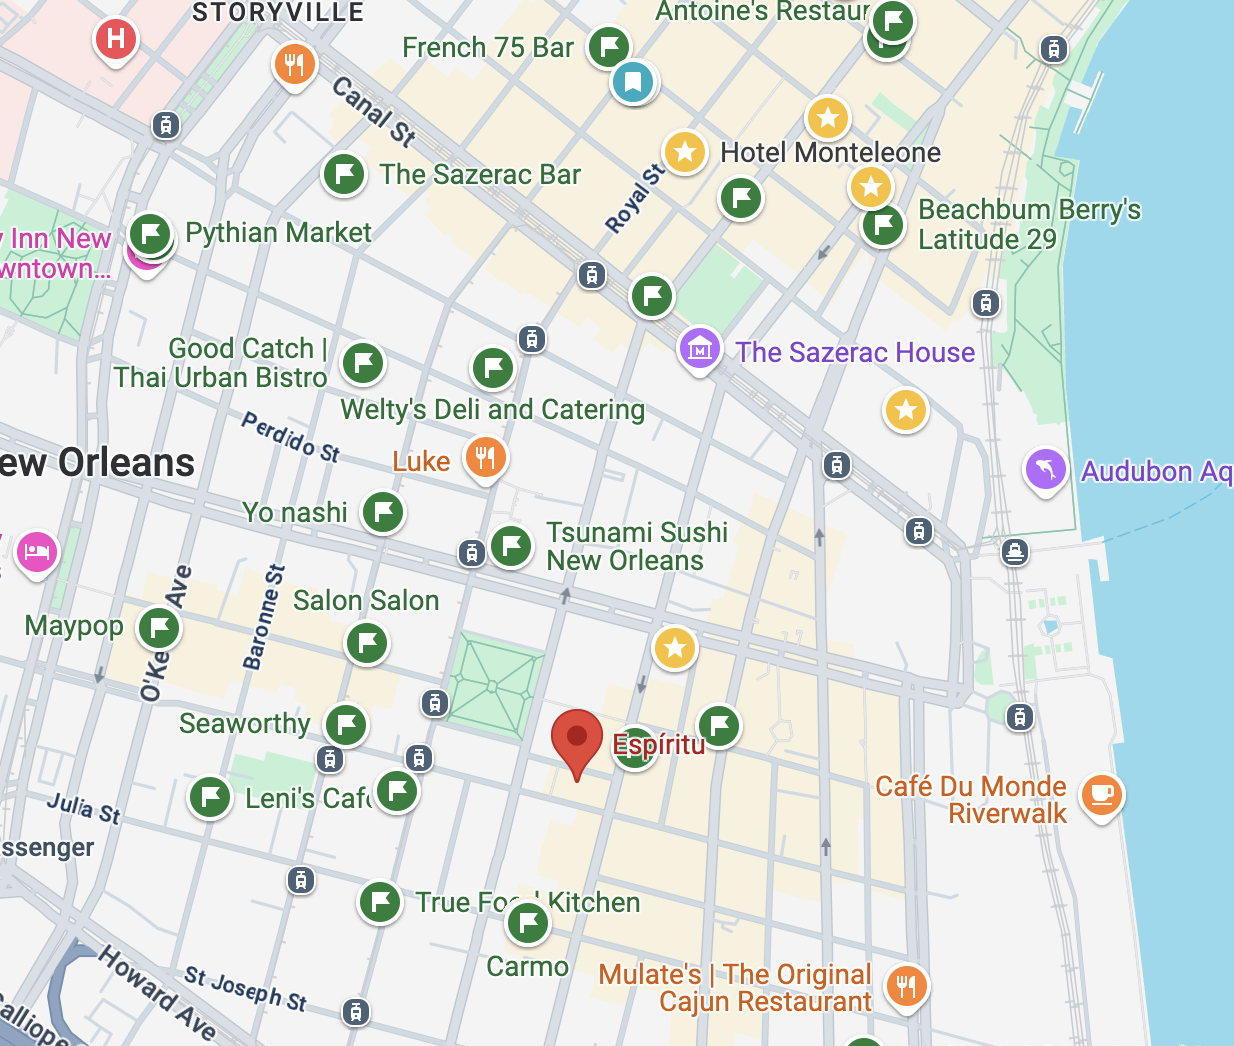 STORYVILLE
Antoine's Restaur
H
French 75 Bar
Canal St
Hotel Monteleone
The Sazerac Bar
Royal St
Beachbum Berry's
Latitude 29
Pythian Market
y Inn New
wntown...
Good Catch |
Thai Urban Bistro
M
The Sazerac House
Welty's Deli and Catering
Perdido St
Luke
ew Orleans
Audubon Aq
Yo nashi
Tsunami Sushi
New Orleans
Salon Salon
Baronne St
Maypop
O'Ke Ave
Seaworthy
Espíritu
Leni's Caf
Julia St
Café Du Monde
Riverwalk
ssenger
True Foo Kitchen
Carmo
Howard Ave
St Joseph St
Mulate's | The Original
Cajun Restaurant
Calliope